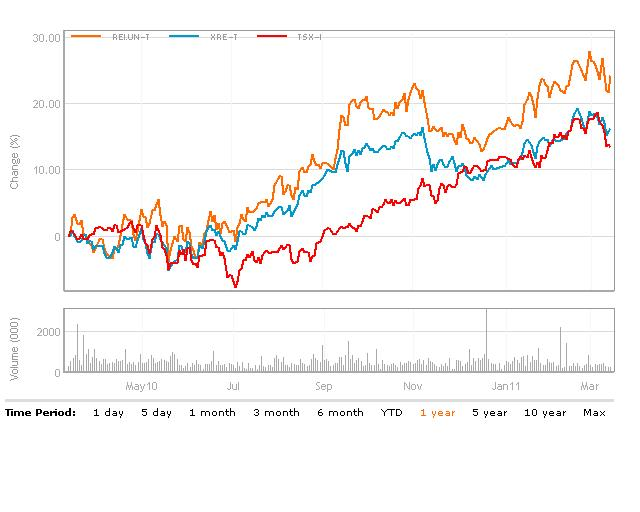 30.00 REI.UN-T XRE-T TSX-I
20.00
Change (%)
10.00
0
Volume (000)
2000
0
May10 Jul Sep Nov Jan11 Mar
Time Period: 1 day 5 day 1 month 3 month 6 month YTD 1 year 5 year 10 year Max